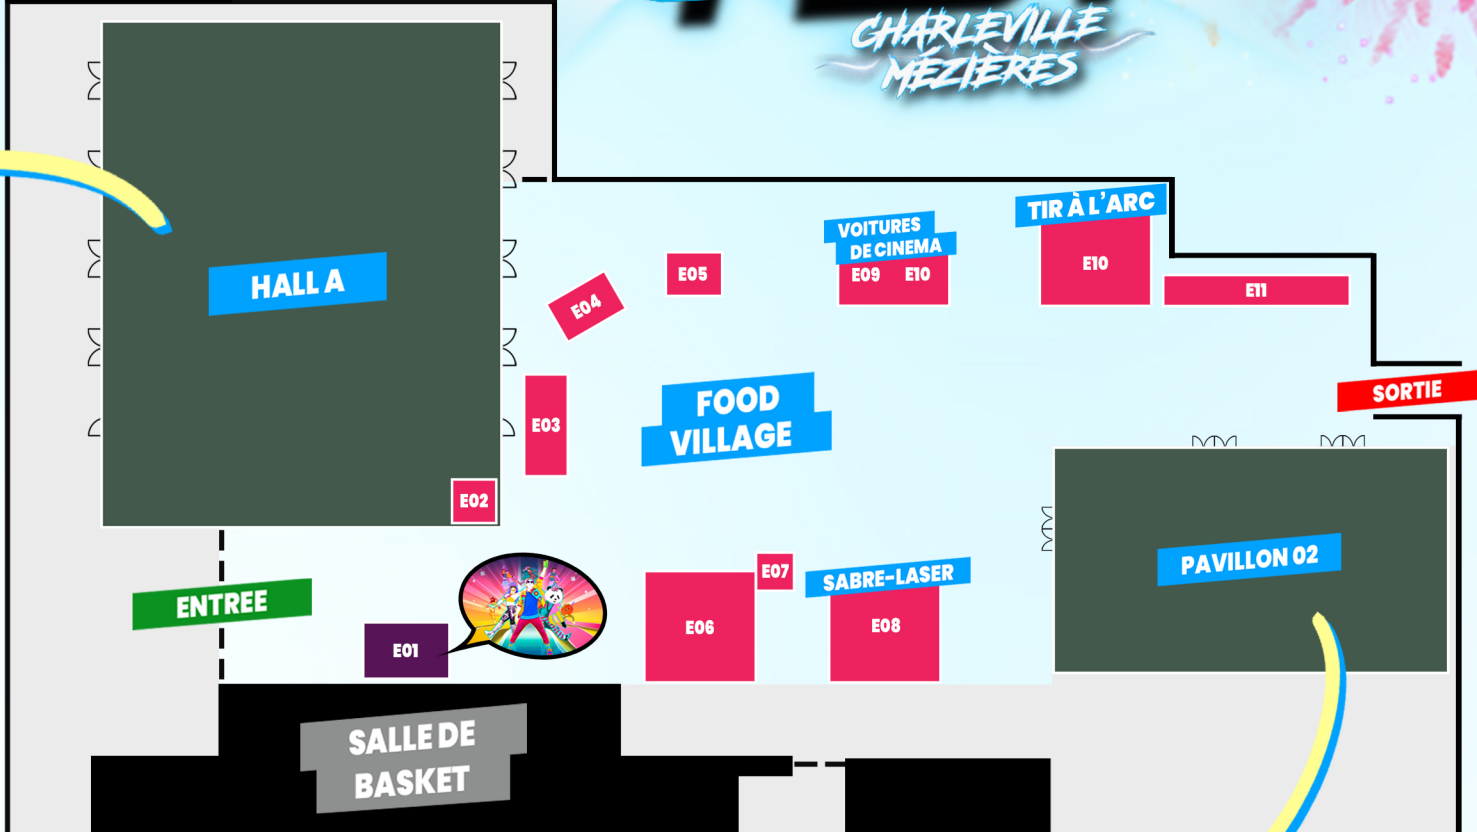 CHARLEVILLE
MÉZIÈRES
TIR À L'ARC
VOITURES
DE CINEMA
E10
E05
E09 E10
E11
HALL A
E04
FOOD
VILLAGE
SORTIE
E03
E02
PAVILLON 02
E07
SABRE-LASER
ENTREE
E06
E08
E01
SALLE DE
BASKET